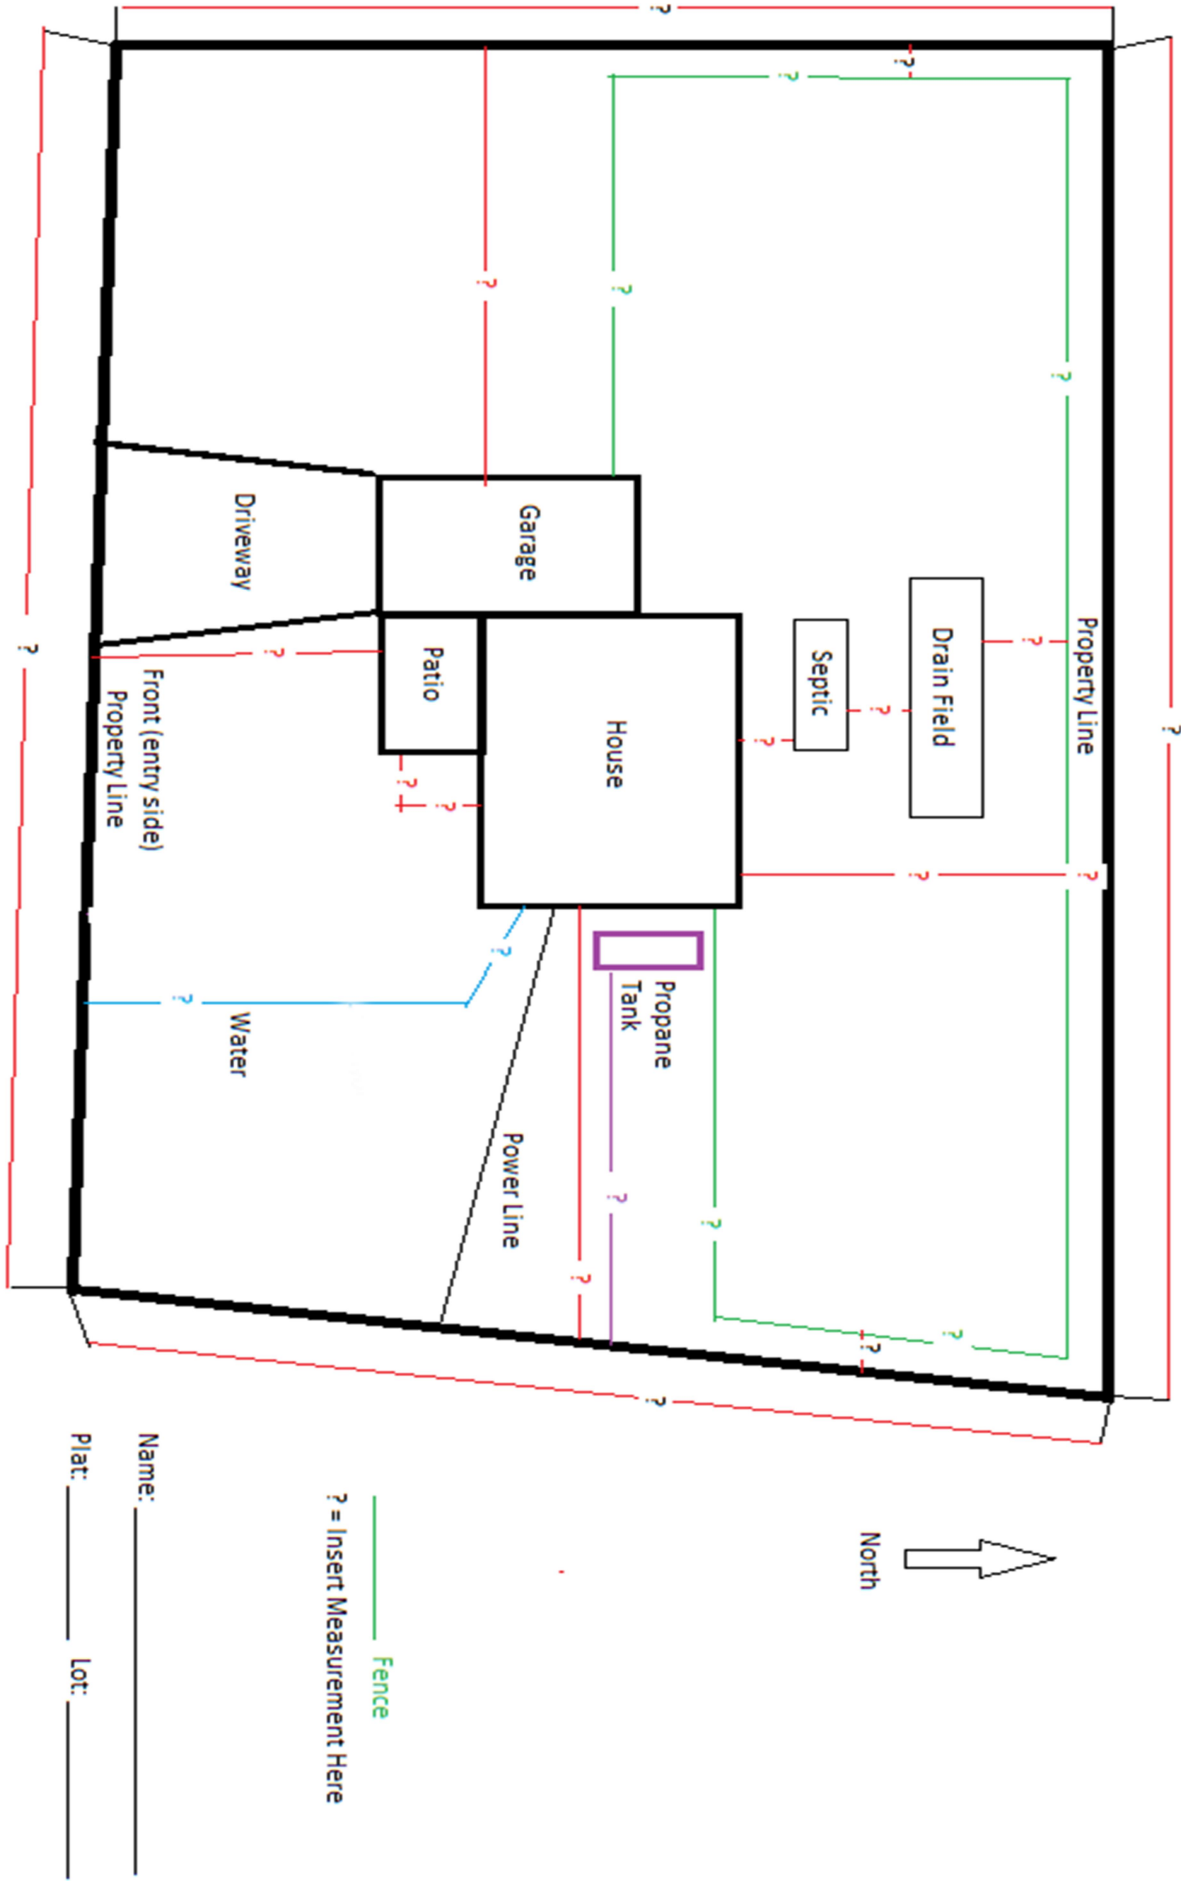 ?
Property Line
?
?
?
?
Drain Field
?
?
?
?
North
Septic
?
?
?
?
Propane
Tank
?
?
House
?
?
Garage
Power Line
?
?
?
Patio
?
Fence
? = Insert Measurement Here
?
Driveway
Water
?
Front (entry side)
Property Line
Name:
Plat: Lot:
?